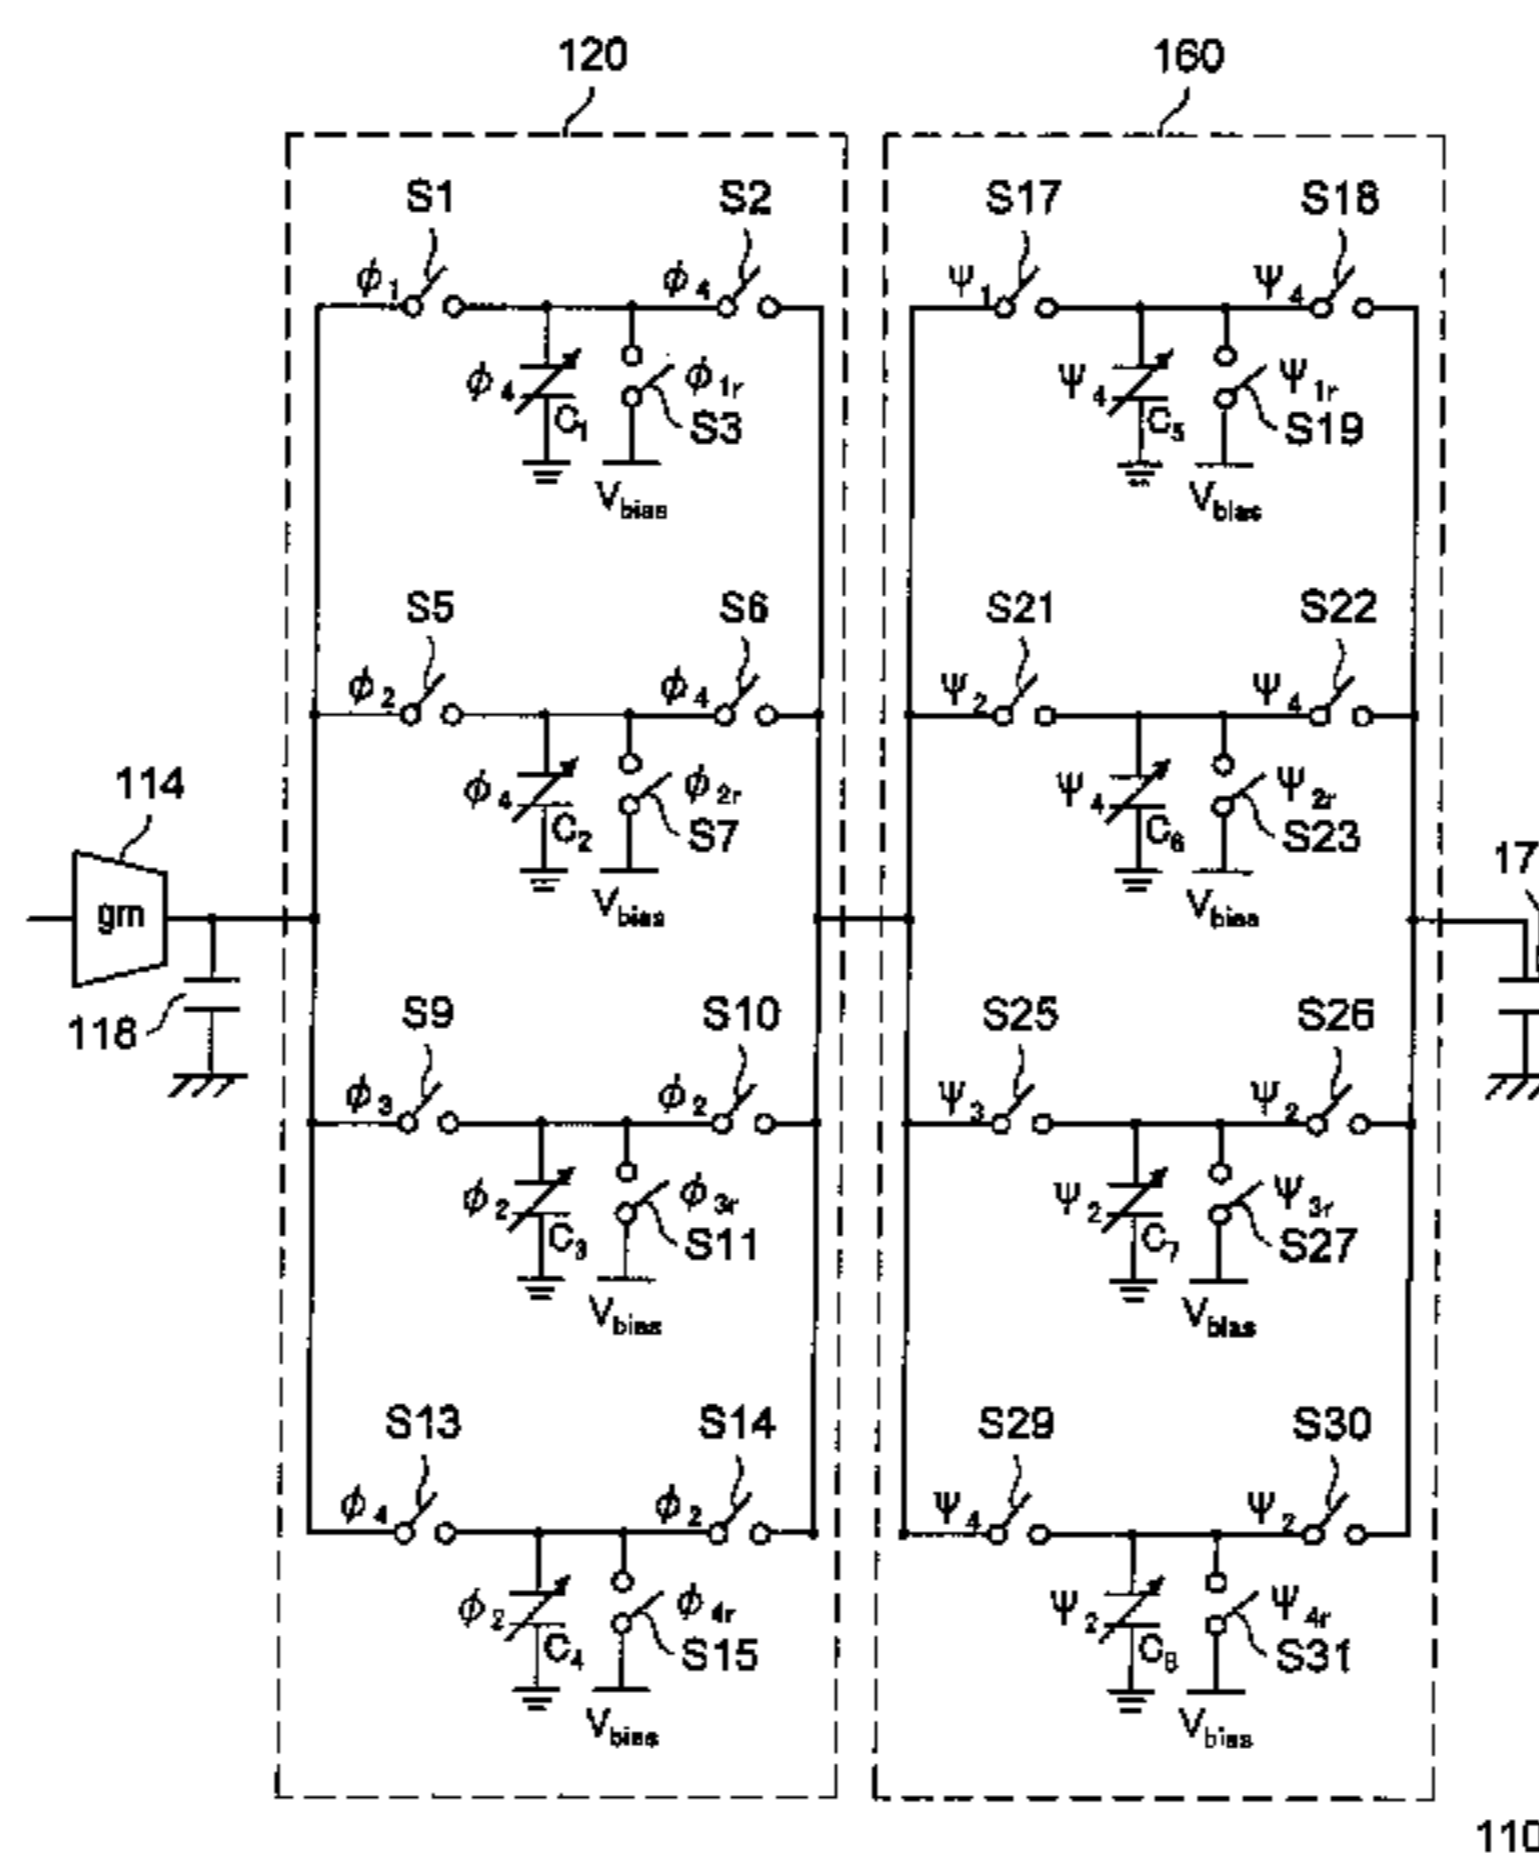 120 160
S1 S2 S17 S18
ϕ1 ϕ4 ψ1 ψ4
ϕ4 C1 ϕ1r S3 ψ4 C5 ψ1r S19
Vbias Vbias
S5 S6 S21 S22
ϕ2 ϕ4 ψ2 ψ4
114 ϕ4 C2 ϕ2r S7 ψ4 C6 ψ2r S23
17
gm Vbias Vbias
118 S9 S10 S25 S26
ϕ3 ϕ2 ψ3 ψ2
ϕ2 C3 ϕ3r S11 ψ2 C7 ψ3r S27
Vbias Vbias
S13 S14 S29 S30
ϕ4 ϕ2 ψ4 ψ2
ϕ2 C4 ϕ4r S15 ψ2 C8 ψ4r S31
Vbias Vbias
110